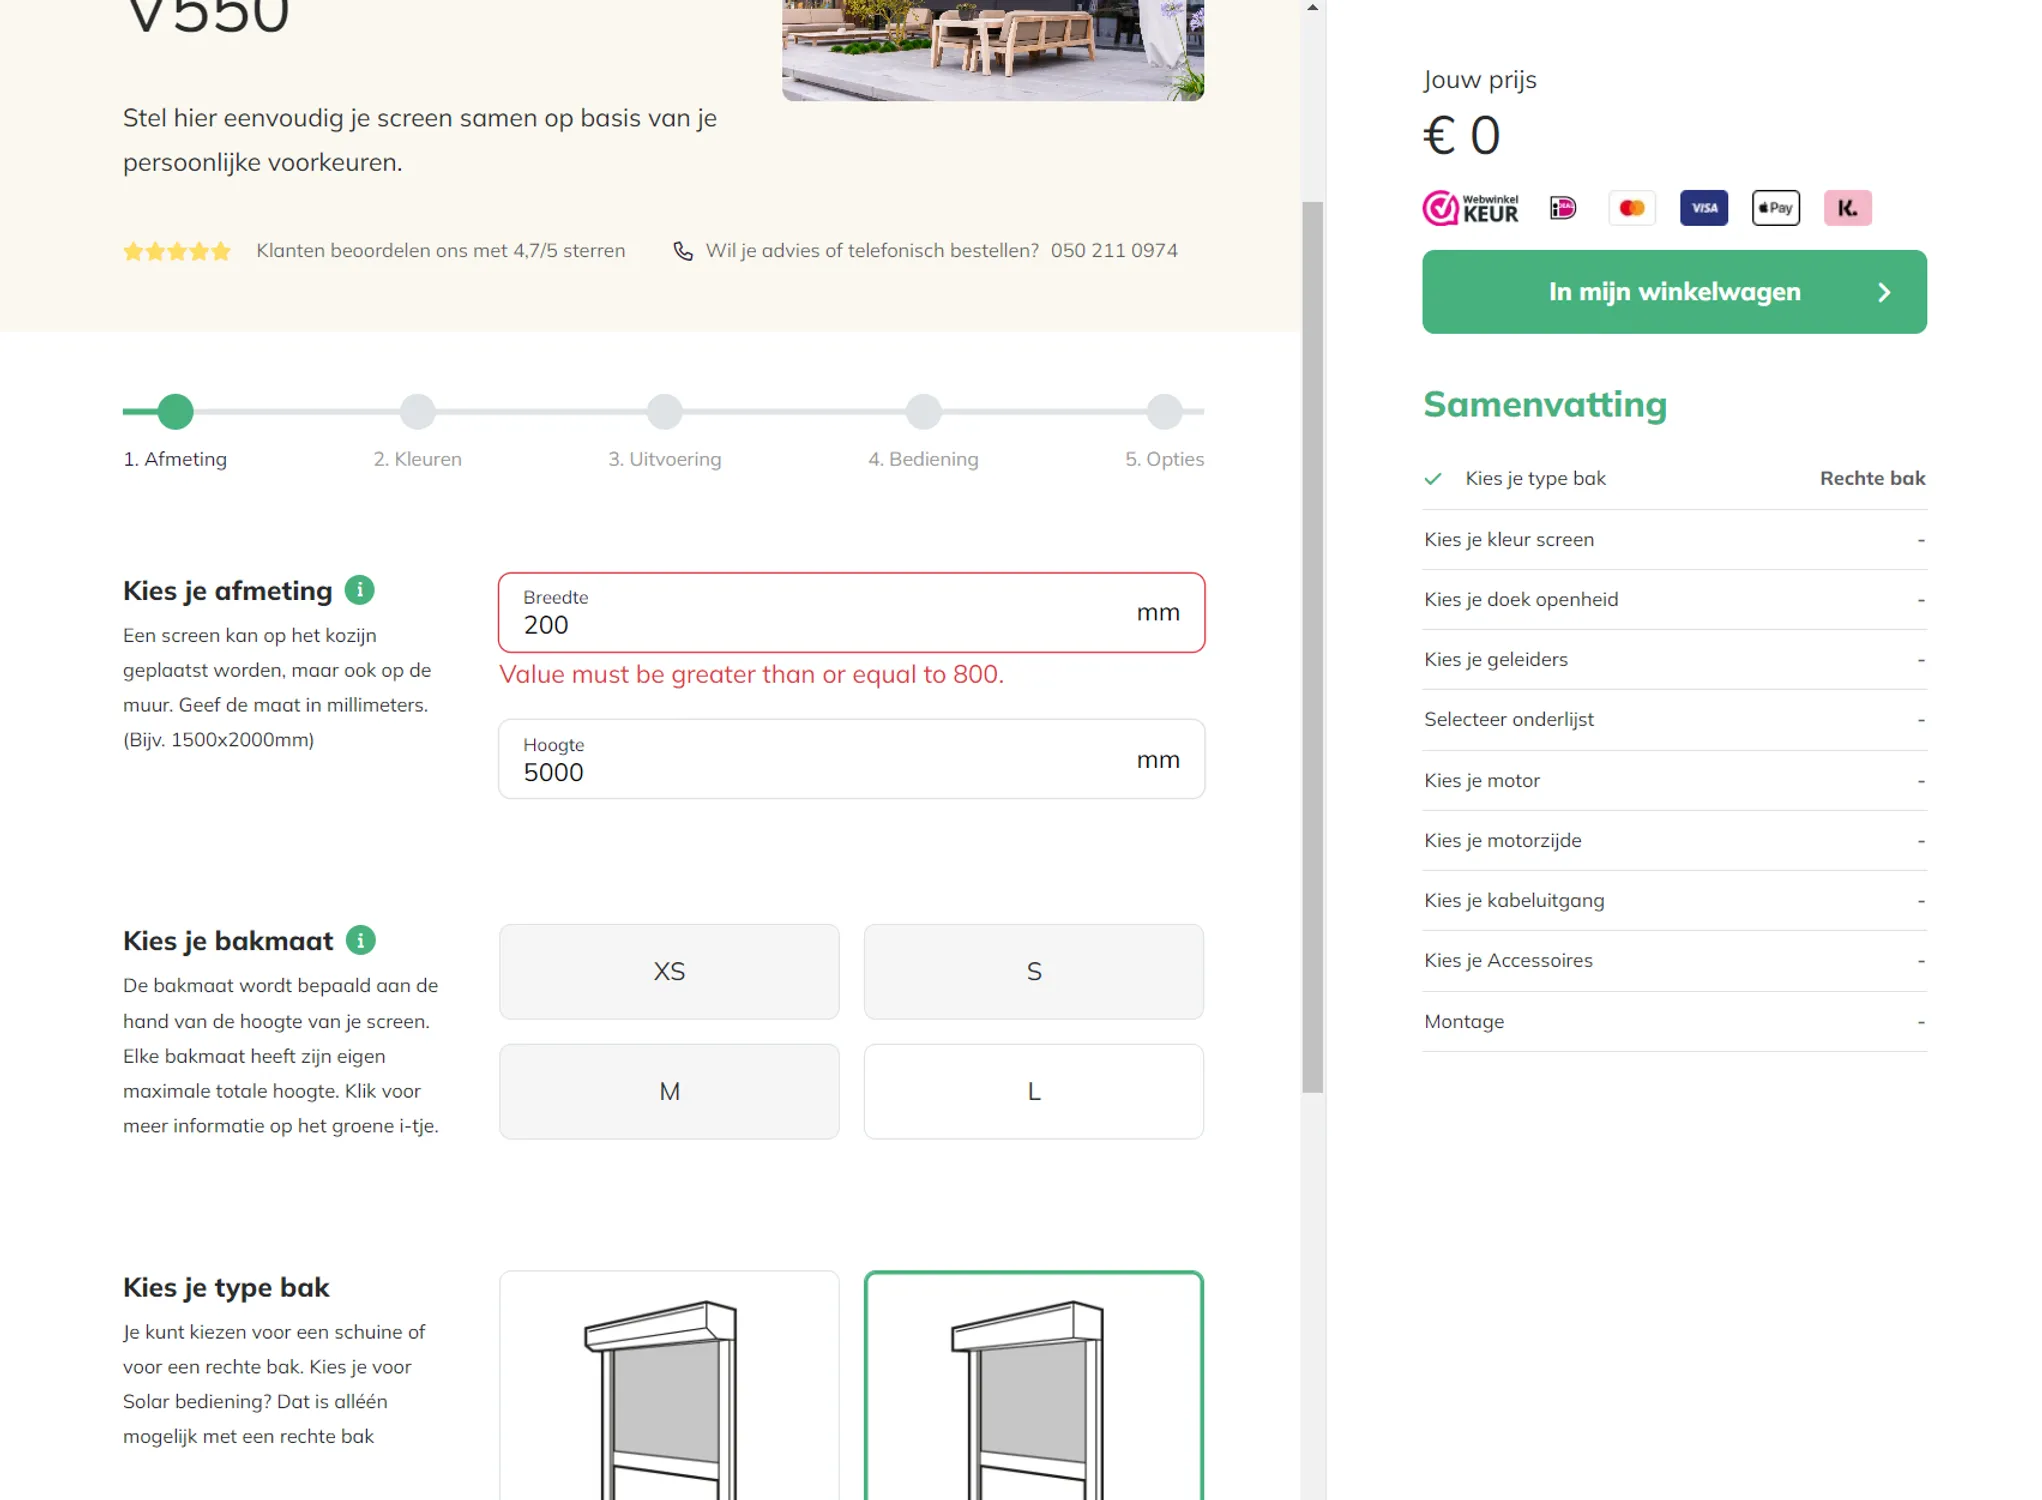 V550
Stel hier eenvoudig je screen samen op basis van je
persoonlijke voorkeuren.
Klanten beoordelen ons met 4,7/5 sterren
Wil je advies of telefonisch bestellen? 050 211 0974
1. Afmeting
2. Kleuren
3. Uitvoering
4. Bediening
5. Opties
Kies je afmeting
i
Een screen kan op het kozijn
geplaatst worden, maar ook op de
muur. Geef de maat in millimeters.
(Bijv. 1500x2000mm)
Breedte
200
mm
Value must be greater than or equal to 800.
Hoogte
5000
mm
Kies je bakmaat
i
De bakmaat wordt bepaald aan de
hand van de hoogte van je screen.
Elke bakmaat heeft zijn eigen
maximale totale hoogte. Klik voor
meer informatie op het groene i-tje.
XS
S
M
L
Kies je type bak
Je kunt kiezen voor een schuine of
voor een rechte bak. Kies je voor
Solar bediening? Dat is alléén
mogelijk met een rechte bak
Jouw prijs
€ 0
Webwinkel
KEUR
iDEAL
VISA
Pay
K.
In mijn winkelwagen
Samenvatting
Kies je type bak Rechte bak
Kies je kleur screen -
Kies je doek openheid -
Kies je geleiders -
Selecteer onderlijst -
Kies je motor -
Kies je motorzijde -
Kies je kabeluitgang -
Kies je Accessoires -
Montage -